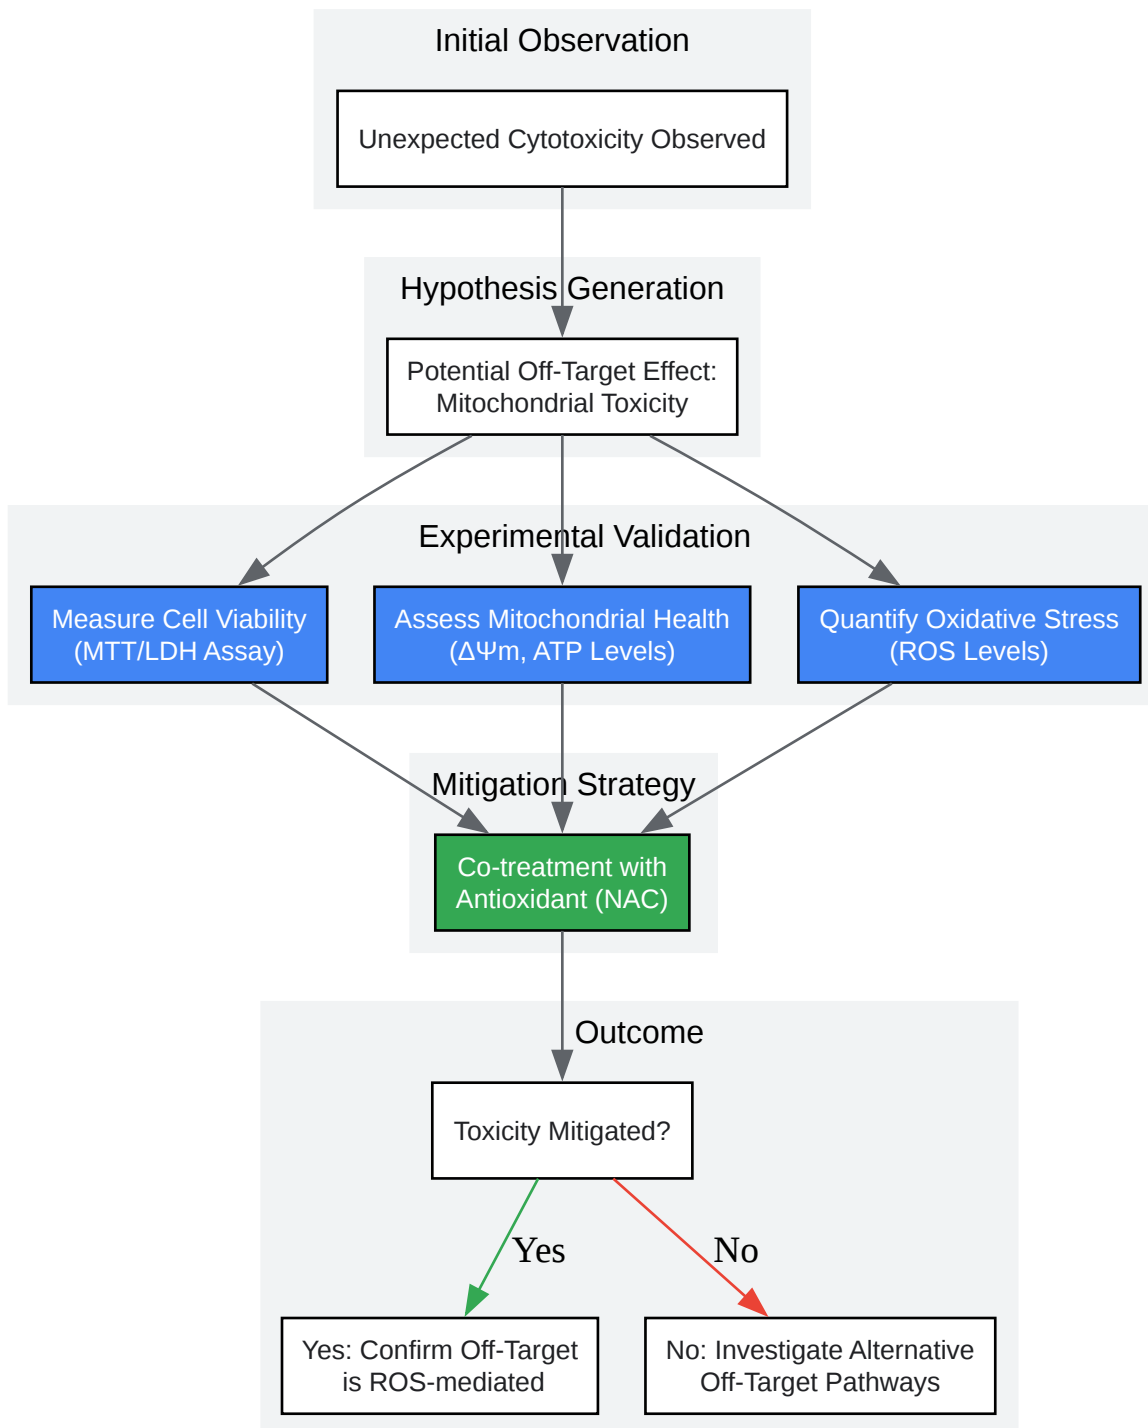 Initial Observation
Unexpected Cytotoxicity Observed
Hypothesis Generation
Potential Off-Target Effect:
Mitochondrial Toxicity
Experimental Validation
Measure Cell Viability
(MTT/LDH Assay)
Assess Mitochondrial Health
(ΔΨm, ATP Levels)
Quantify Oxidative Stress
(ROS Levels)
Mitigation Strategy
Co-treatment with
Antioxidant (NAC)
Outcome
Toxicity Mitigated?
Yes
No
Yes: Confirm Off-Target
is ROS-mediated
No: Investigate Alternative
Off-Target Pathways